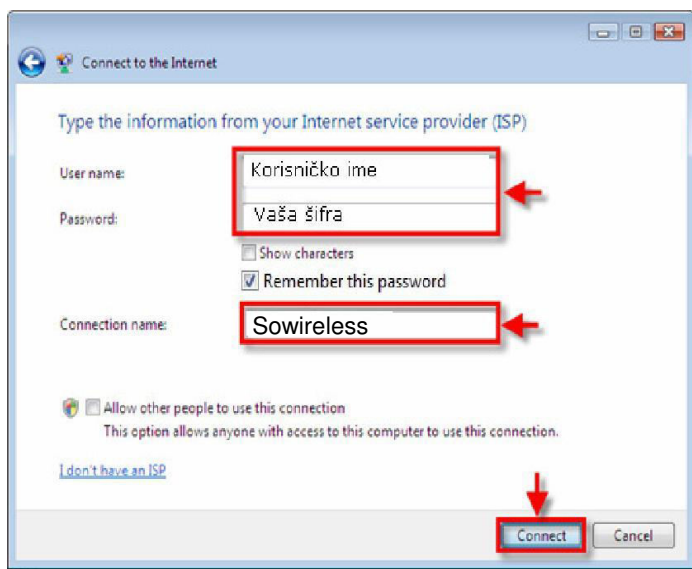 Connect to the Internet
Type the information from your Internet service provider (ISP)
User name:
Korisničko ime
Password:
Vaša šifra
Show characters
Remember this password
Connection name:
Sowireless
Allow other people to use this connection
This option allows anyone with access to this computer to use this connection.
I don't have an ISP
Connect
Cancel